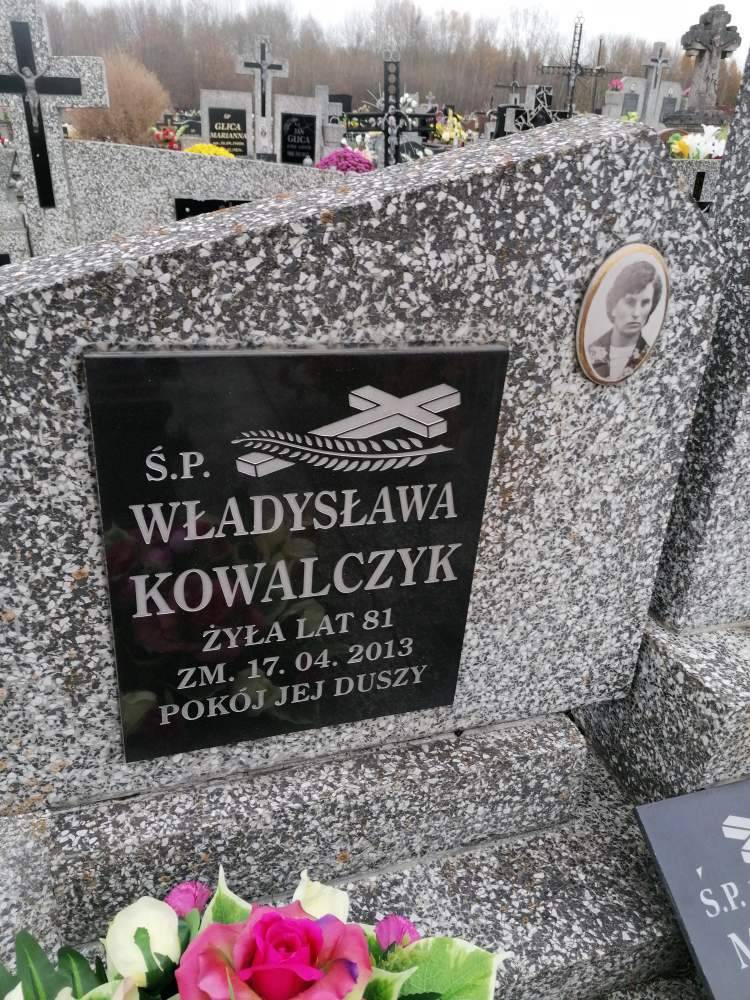 GLICA
MARIANNA
JAN
GLICA
Ś.P.
WŁADYSŁAWA
KOWALCZYK
ŻYŁA LAT 81
ZM. 17. 04. 2013
POKÓJ JEJ DUSZY
Ś.P.